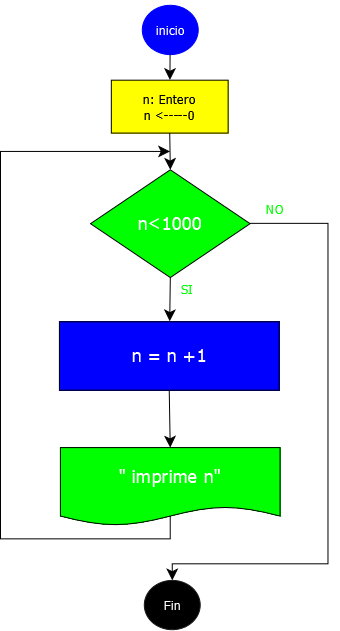 inicio
n: Entero
n <-----0
n<1000
NO
SI
n = n +1
" imprime n"
Fin